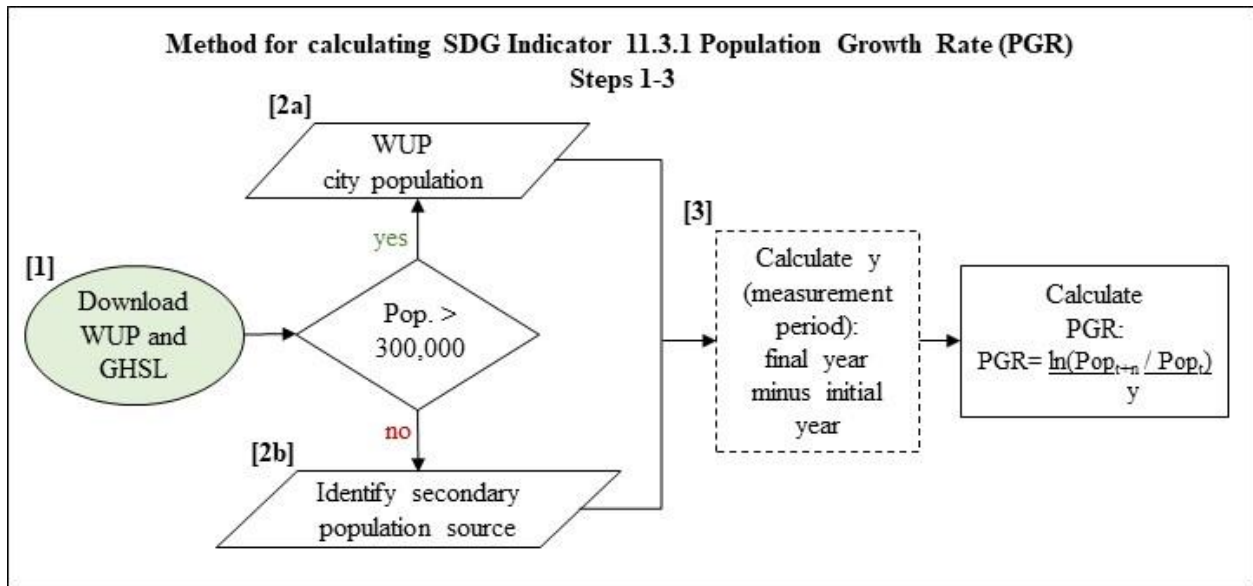 Method for calculating SDG Indicator 11.3.1 Population Growth Rate (PGR)
Steps 1-3
[1]
Download
WUP and
GHSL
Pop. >
300,000
yes
[2a]
WUP
city population
no
[2b]
Identify secondary
population source
[3]
Calculate y
(measurement
period):
final year
minus initial
year
Calculate
PGR:
PGR= ln(Popt+n / Popt)
y